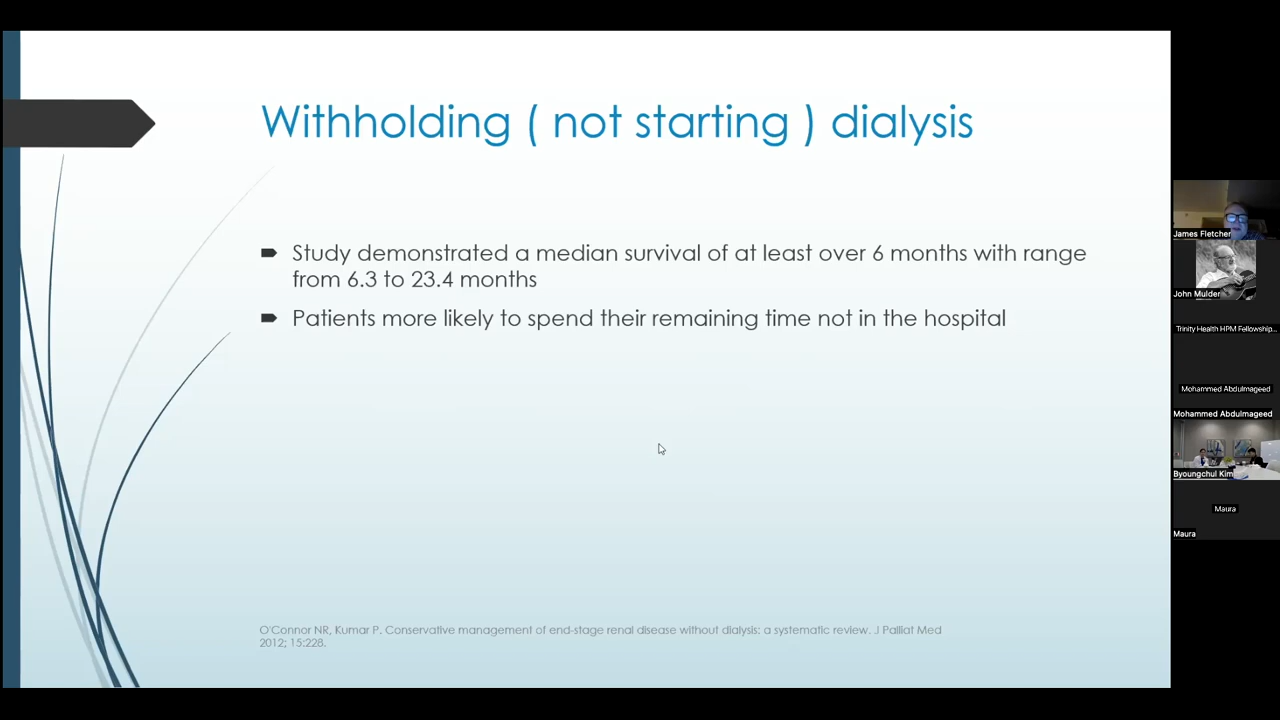 Withholding ( not starting ) dialysis
Study demonstrated a median survival of at least over 6 months with range
from 6.3 to 23.4 months
Patients more likely to spend their remaining time not in the hospital
O'Connor NR, Kumar P. Conservative management of end-stage renal disease without dialysis: a systematic review. J Palliat Med
2012; 15:228.
James Fletcher
John Mulder
Trinity Health HPM Fellowship...
Mohammed Abdulmageed
Mohammed Abdulmageed
Byoungchul Kim
Maura
Maura